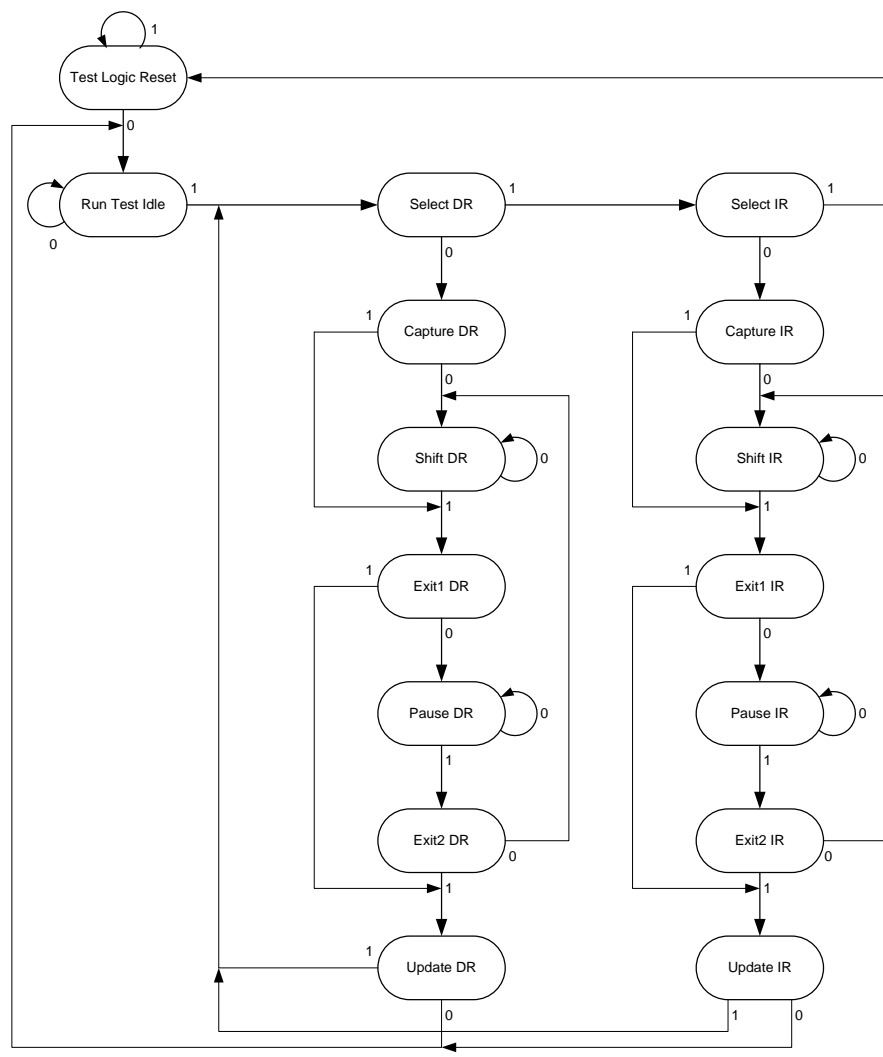 1
Test Logic Reset
0
Run Test Idle
1
0
Select DR
1
Select IR
1
0
0
1
Capture DR
1
Capture IR
0
0
Shift DR
0
Shift IR
0
1
1
1
Exit1 DR
1
Exit1 IR
0
0
Pause DR
0
Pause IR
0
1
1
Exit2 DR
0
Exit2 IR
0
1
1
1
Update DR
Update IR
0
1
0